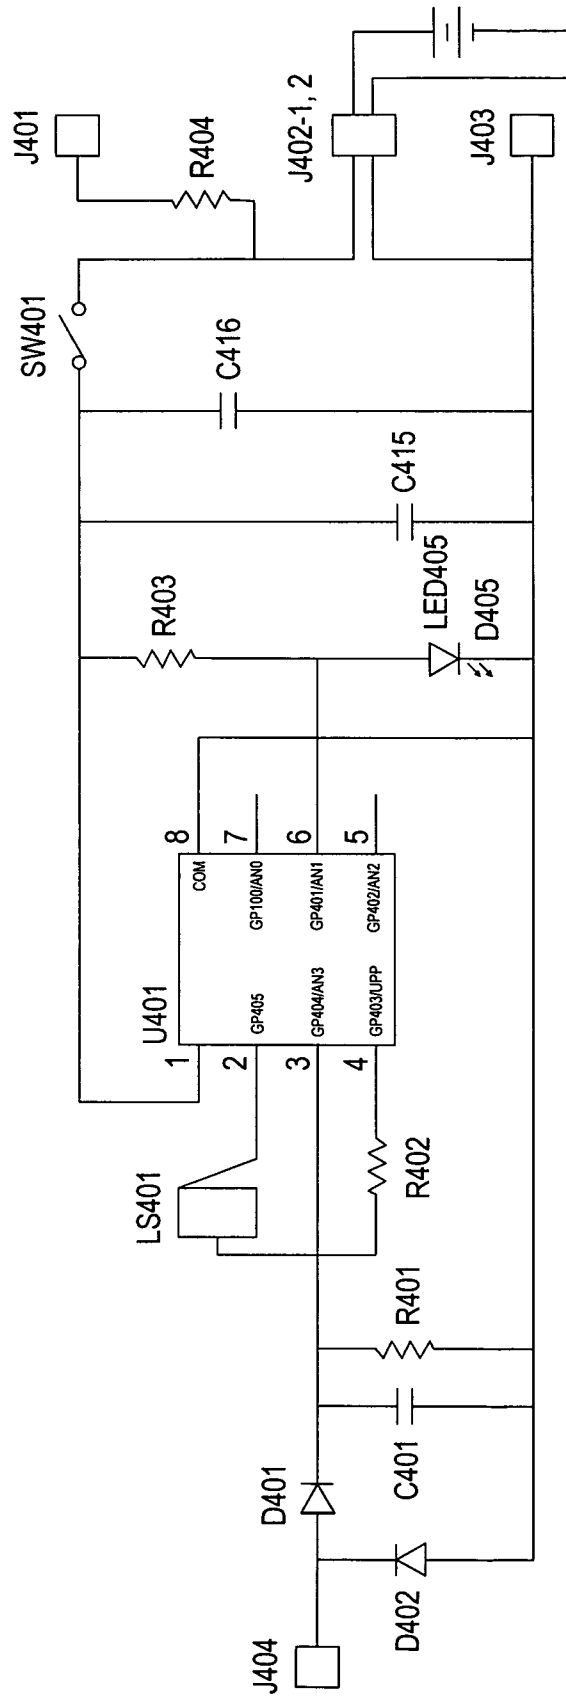 J404
D401
D402
C401
R401
LS401
R402
U401
1
2
3
4
GP405
GP404/AN3
GP403/UPP
COM
GP100/AN0
GP401/AN1
GP402/AN2
8
7
6
5
R403
LED405
D405
C415
C416
SW401
R404
J401
J402-1, 2
J403